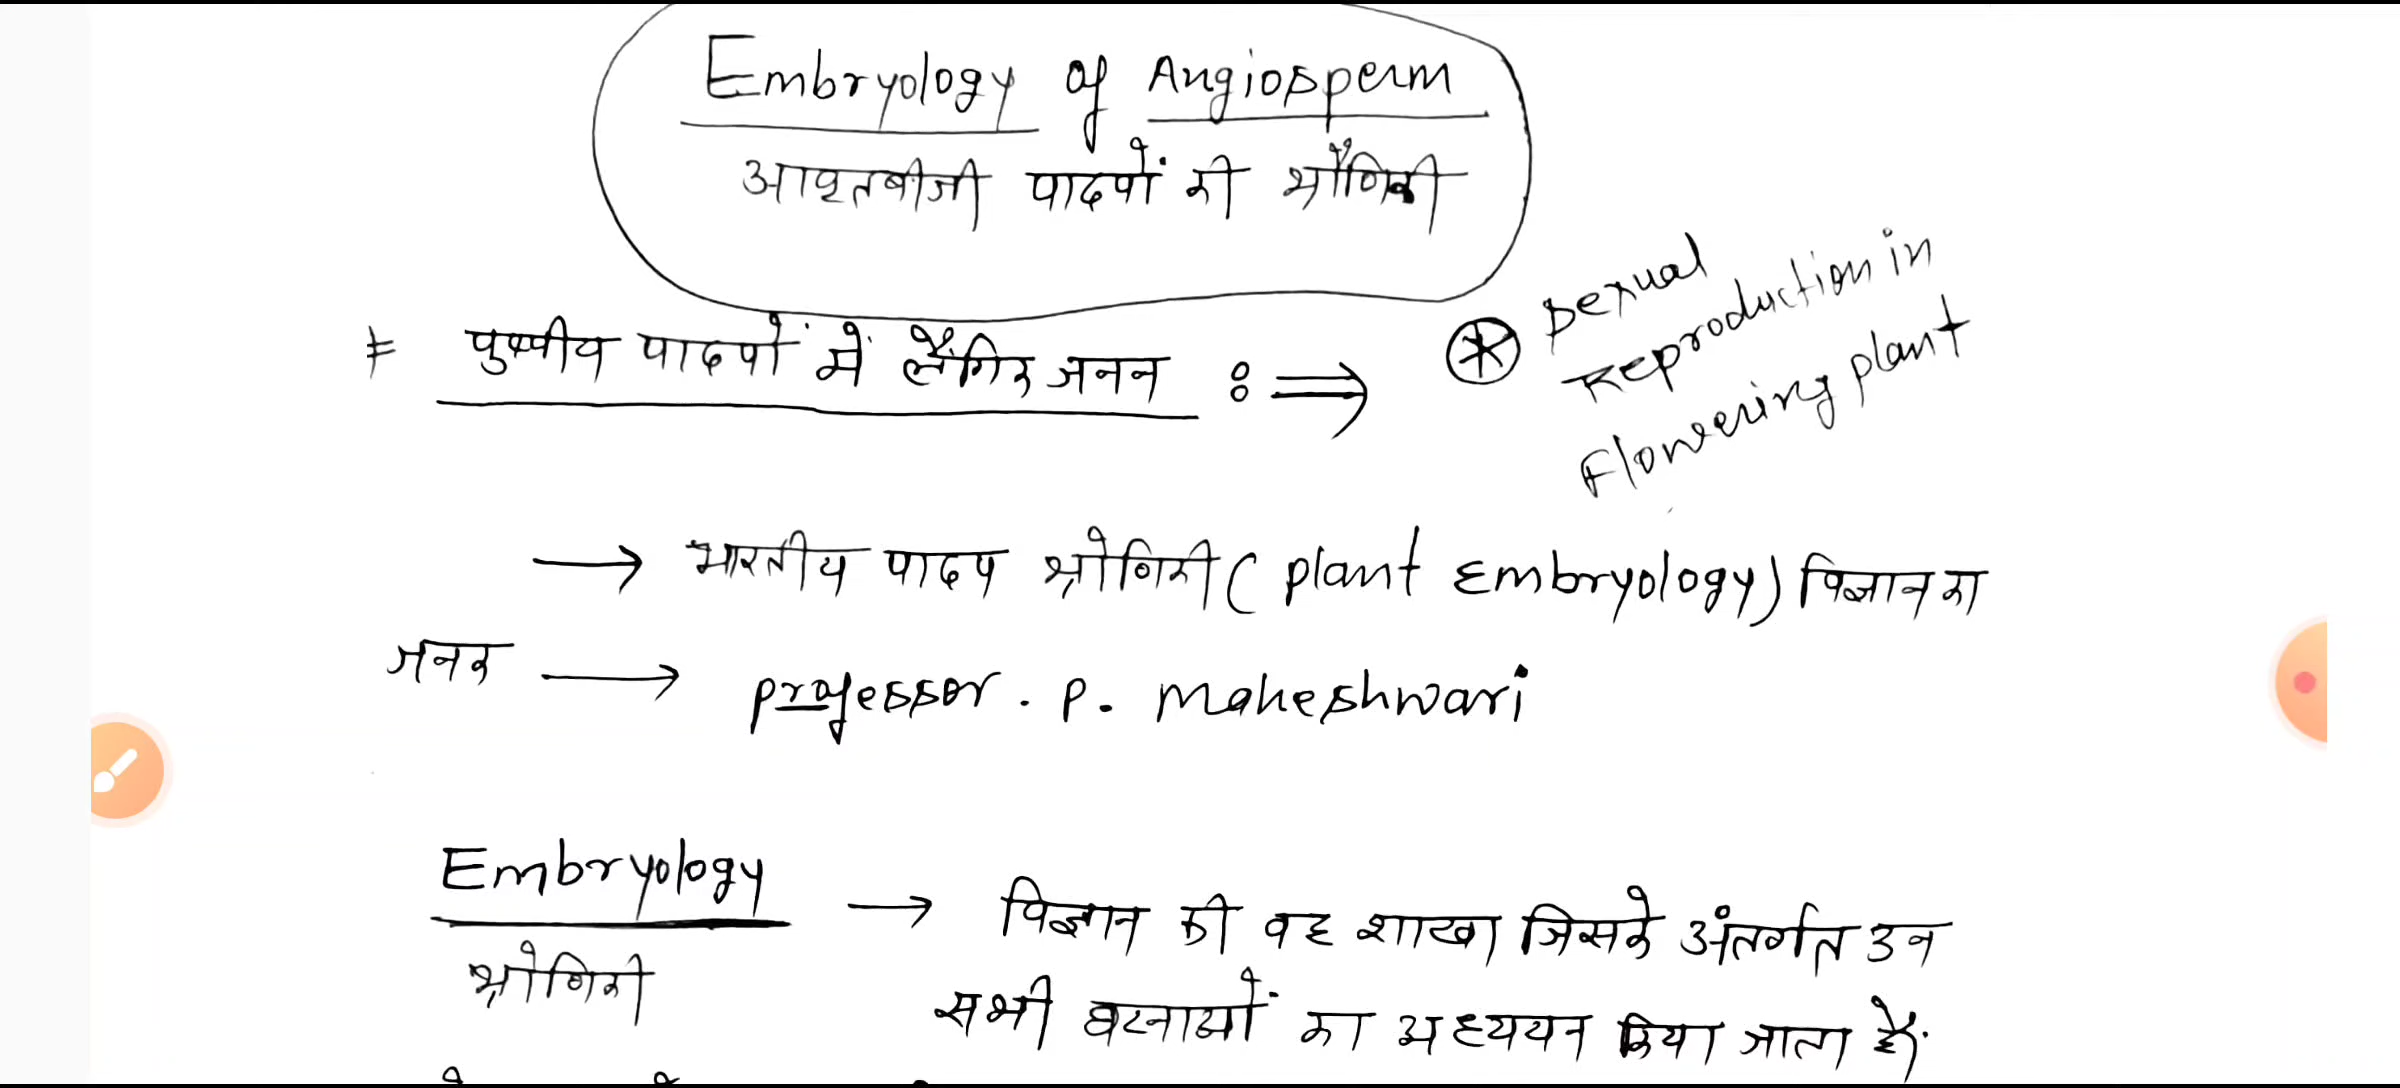 Embryology of Angiosperm
आवृतबीजी पादपों की भ्रौणिकी
पुष्पीय पादपों में लैंगिक जनन :⇒
⊛ Sexual
Reproduction in
Flowering plant
→ भारतीय पादप भ्रोणिकी ( plant Embryology) विज्ञान का
जनक → professor. P. Maheshwari
Embryology → विज्ञान की वह शाखा जिसके अंतर्गत उन
भ्रोणिकी
सभी घटनाओं का अध्ययन किया जाता है